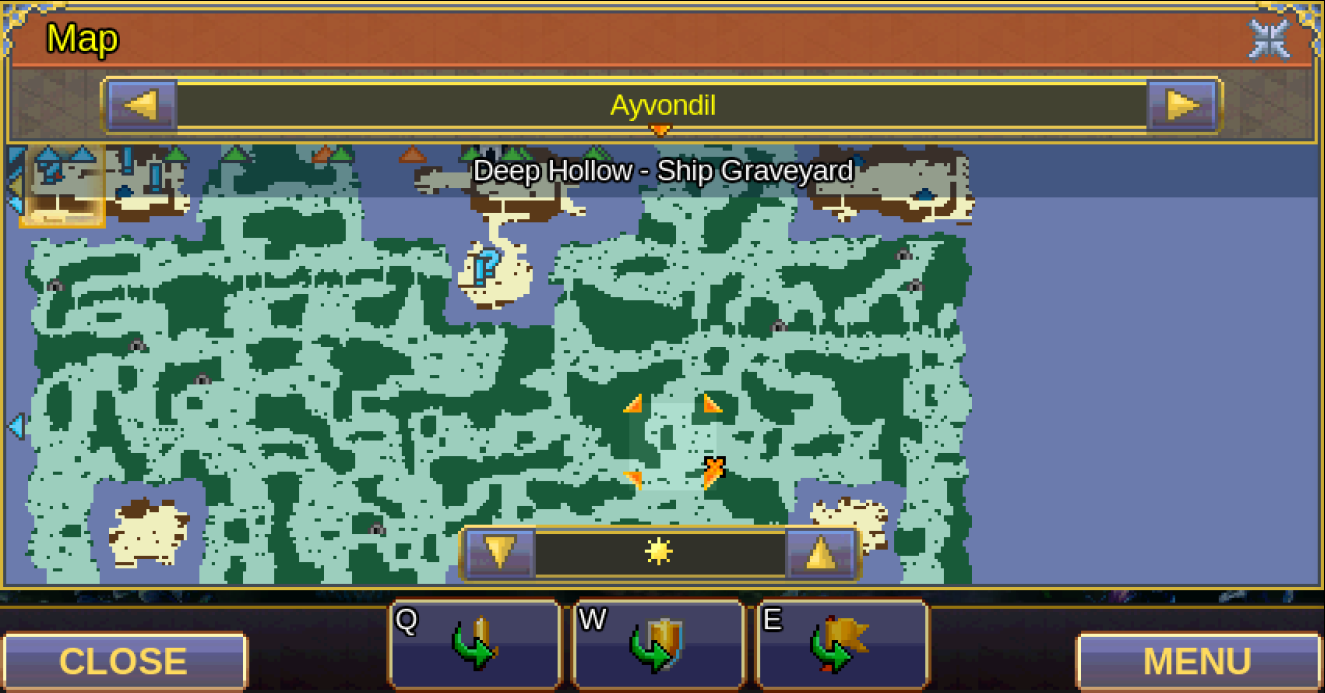 Map
Ayvondil
Deep Hollow - Ship Graveyard
Q
W
E
CLOSE
MENU